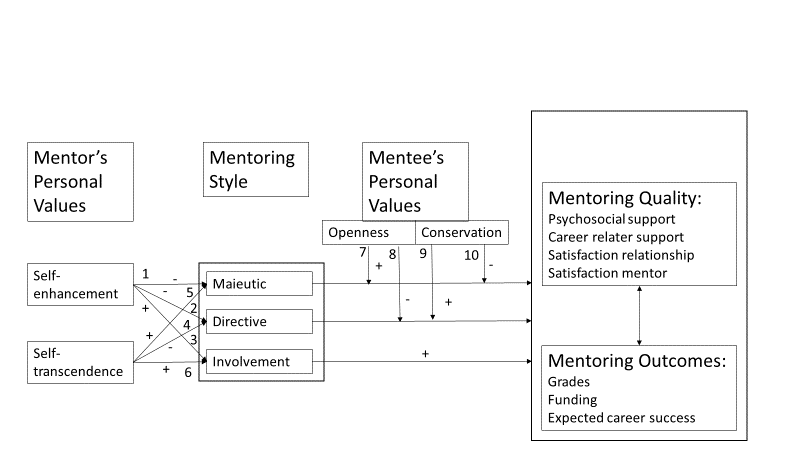 Mentor's
Personal
Values
Mentoring
Style
Mentee's
Personal
Values
Openness
Conservation
7
+
8
9
10
-
-
+
Self-
enhancement
1
-
-
5
+
2
4
+
3
-
+
6
Self-
transcendence
Maieutic
Directive
Involvement
+
Mentoring Quality:
Psychosocial support
Career relater support
Satisfaction relationship
Satisfaction mentor
Mentoring Outcomes:
Grades
Funding
Expected career success